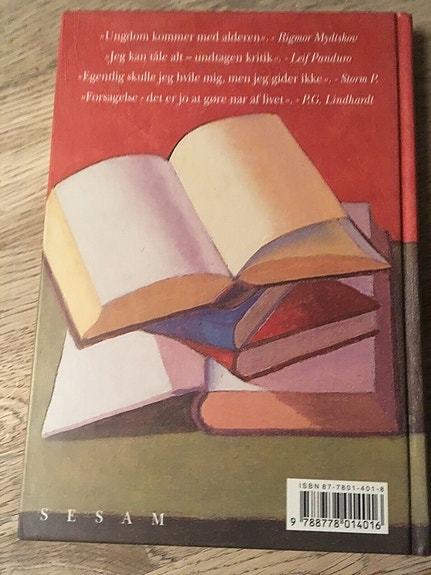 »Ungdom kommer med alderen«. - Rigmor Mydtskov
»Jeg kan tåle alt – undtagen kritik«. - Leif Panduro
»Egentlig skulle jeg hvile mig, men jeg gider ikke«. - Storm P.
»Forsagelse - det er jo at gøre nar af livet«. - P.G. Lindhardt
ISBN 87-7801-401-8
9 788778 014016
SESAM